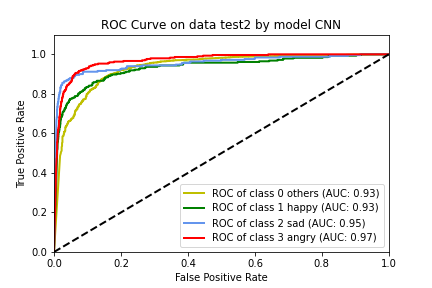 ROC Curve on data test2 by model CNN
True Positive Rate
1.0
0.8
0.6
0.4
0.2
0.0
ROC of class 0 others (AUC: 0.93)
ROC of class 1 happy (AUC: 0.93)
ROC of class 2 sad (AUC: 0.95)
ROC of class 3 angry (AUC: 0.97)
0.0 0.2 0.4 0.6 0.8 1.0
False Positive Rate